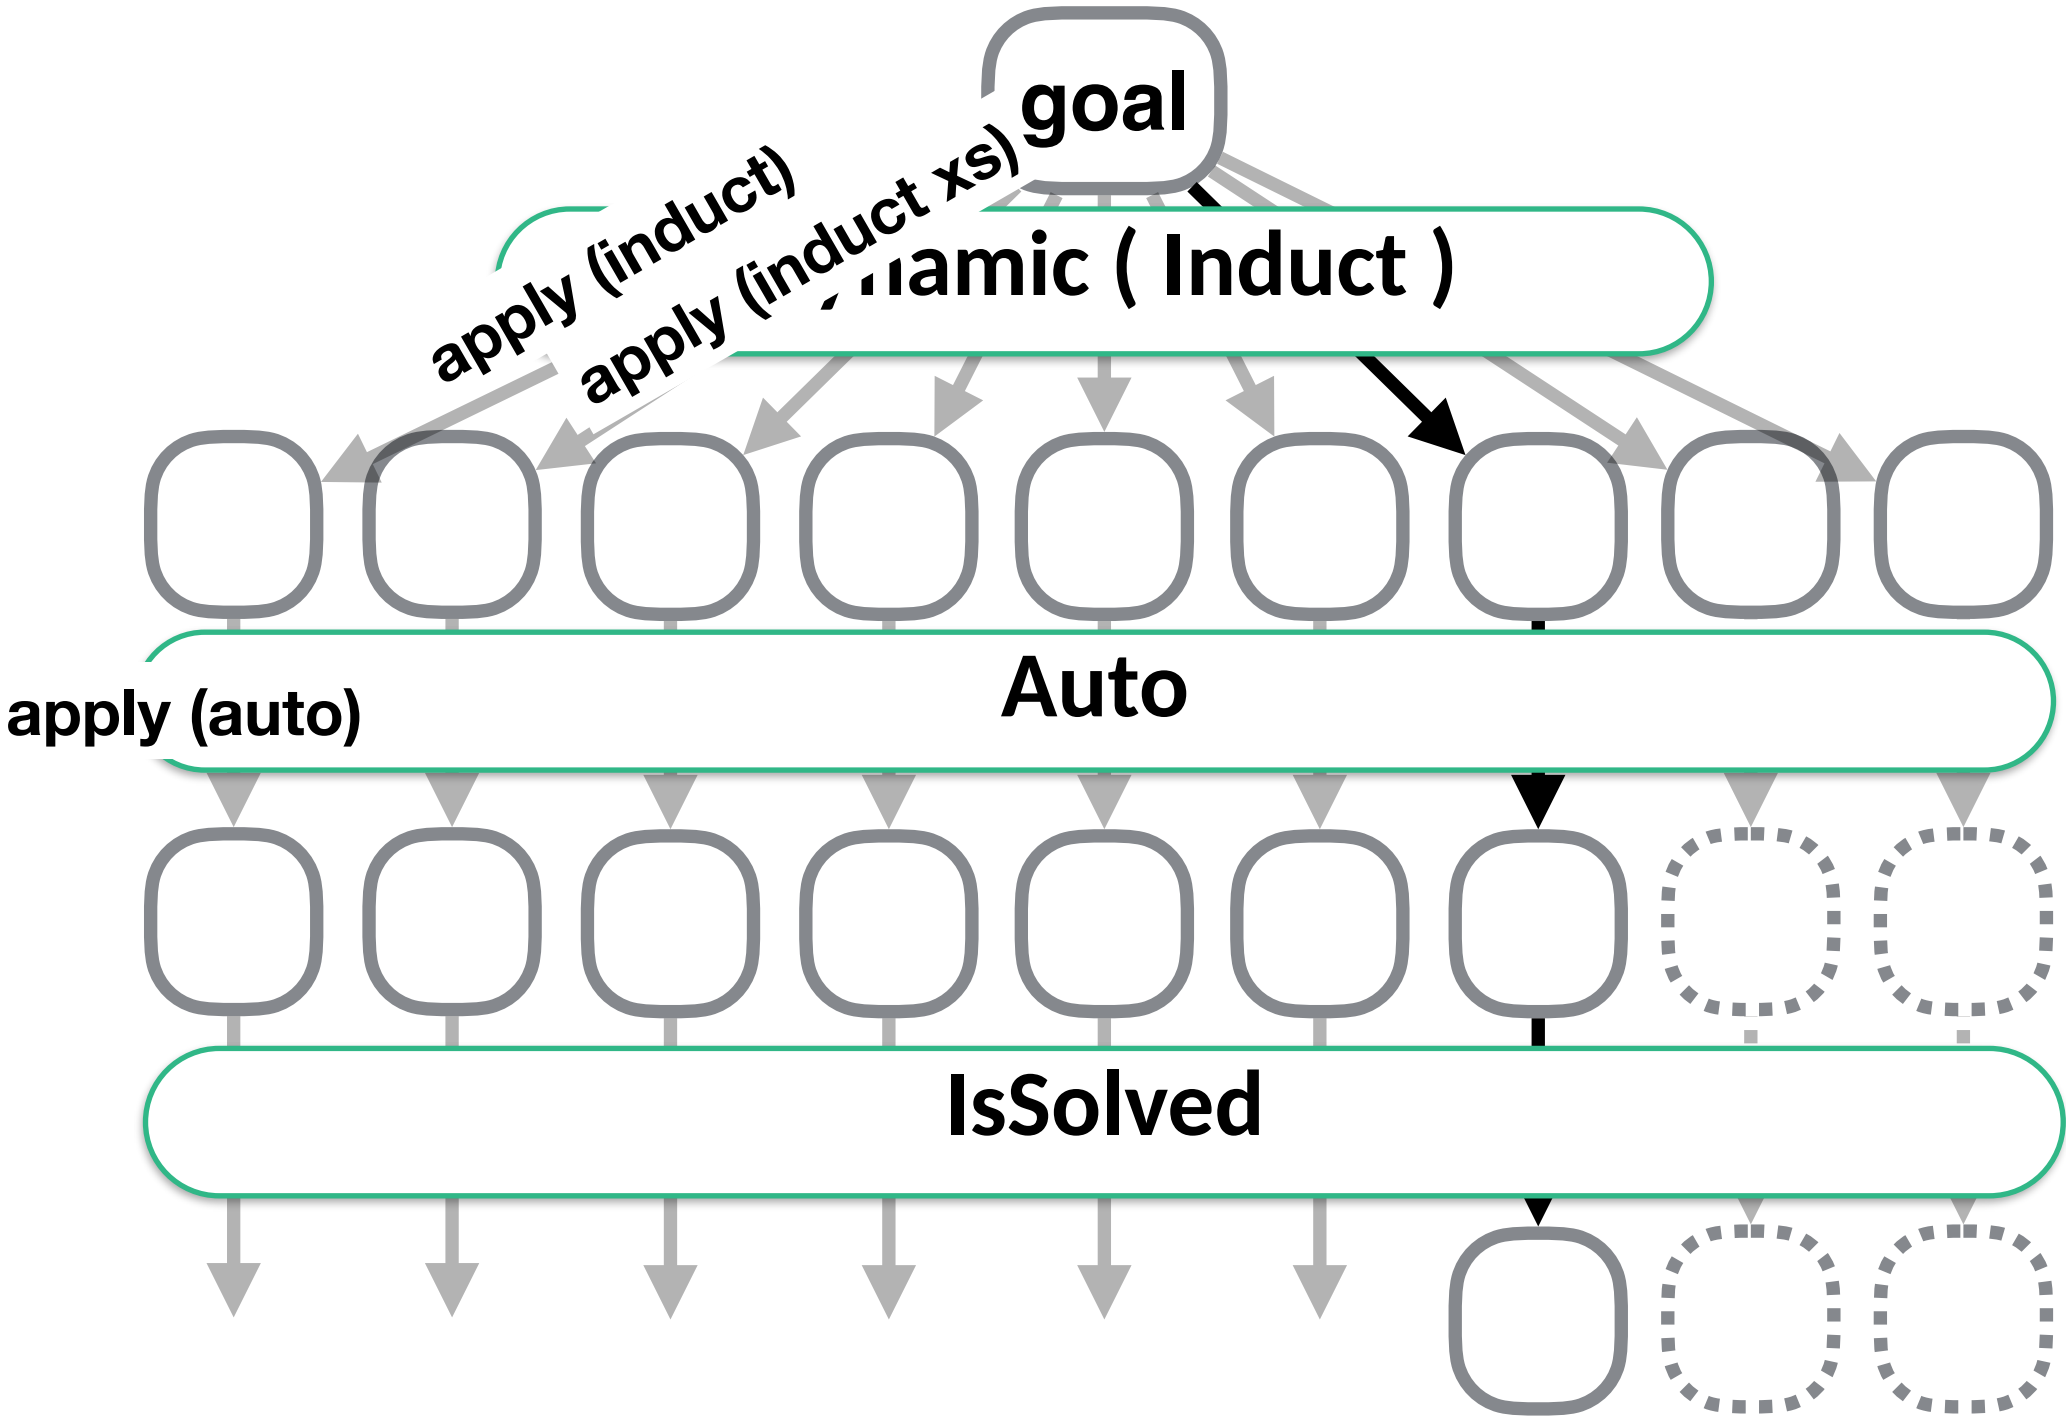 goal
apply (induct)
apply (induct xs)
namic ( Induct )
Auto
apply (auto)
IsSolved